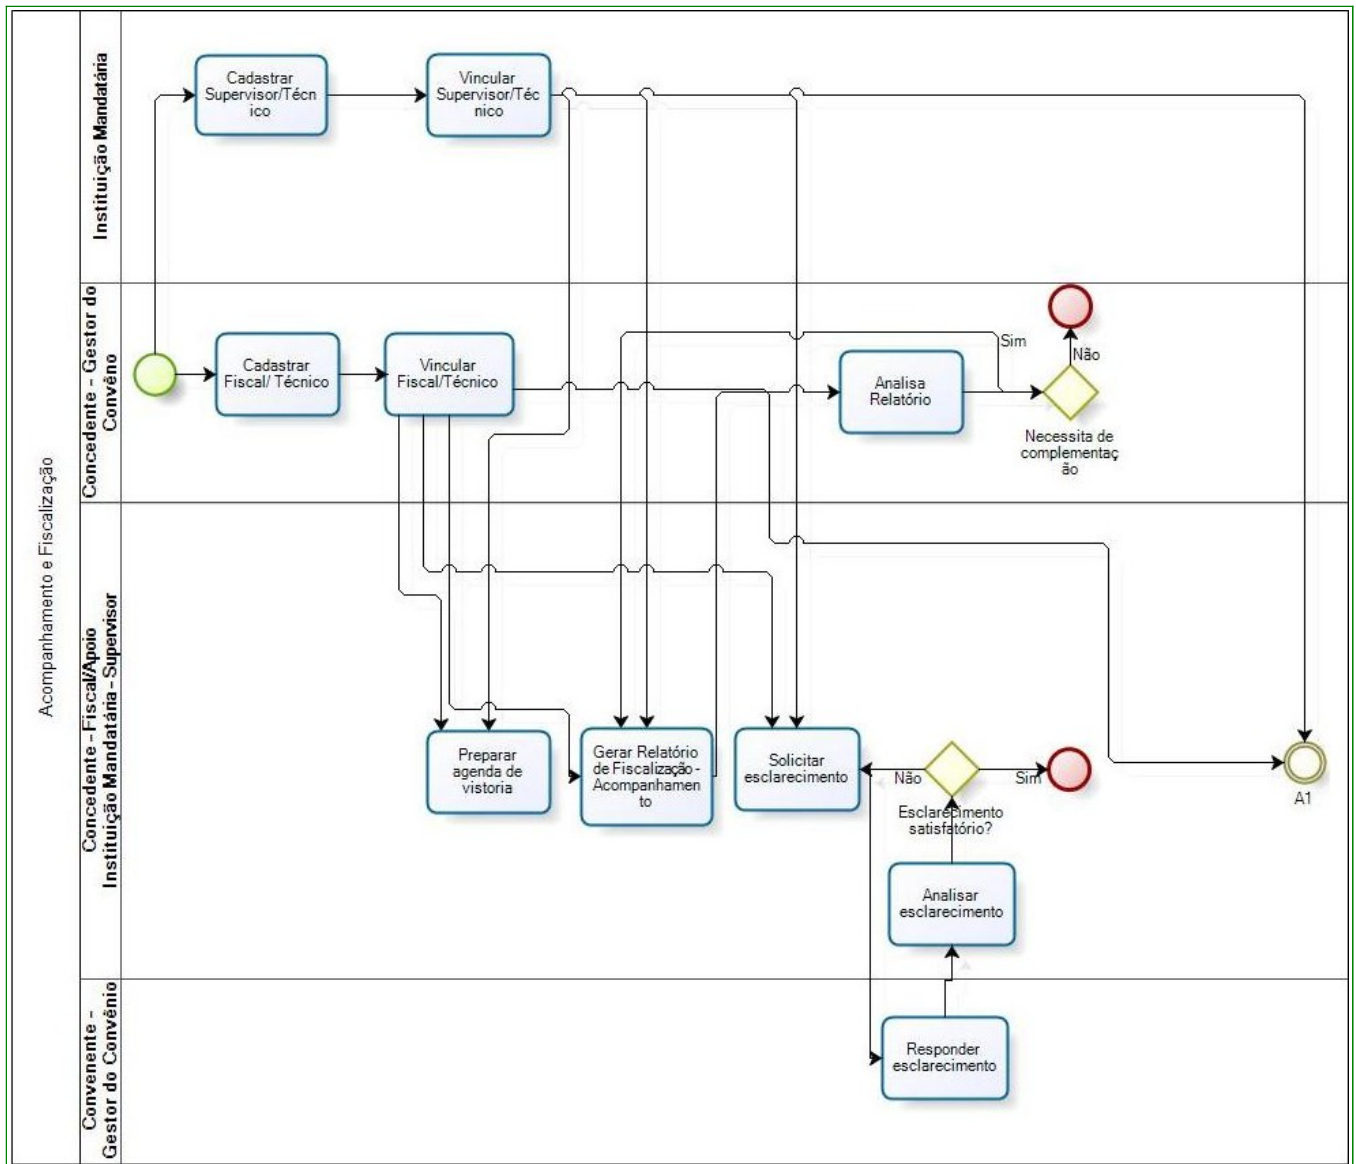 Acompanhamento e Fiscalização
Instituição Mandatária
Cadastrar
Supervisor/Técn
ico
Vincular
Supervisor/Téc
nico
Concedente - Gestor do
Convêno
Cadastrar
Fiscal/ Técnico
Vincular
Fiscal/Técnico
Analisa
Relatório
Sim
Não
Necessita de
complementaç
ão
Concedente - Fiscal/Apoio
Instituição Mandatária - Supervisor
Preparar
agenda de
vistoria
Gerar Relatório
de Fiscalização -
Acompanhamen
to
Solicitar
esclarecimento
Não
Sim
Esclarecimento
satisfatório?
A1
Analisar
esclarecimento
Convenente -
Gestor do Convênio
Responder
esclarecimento